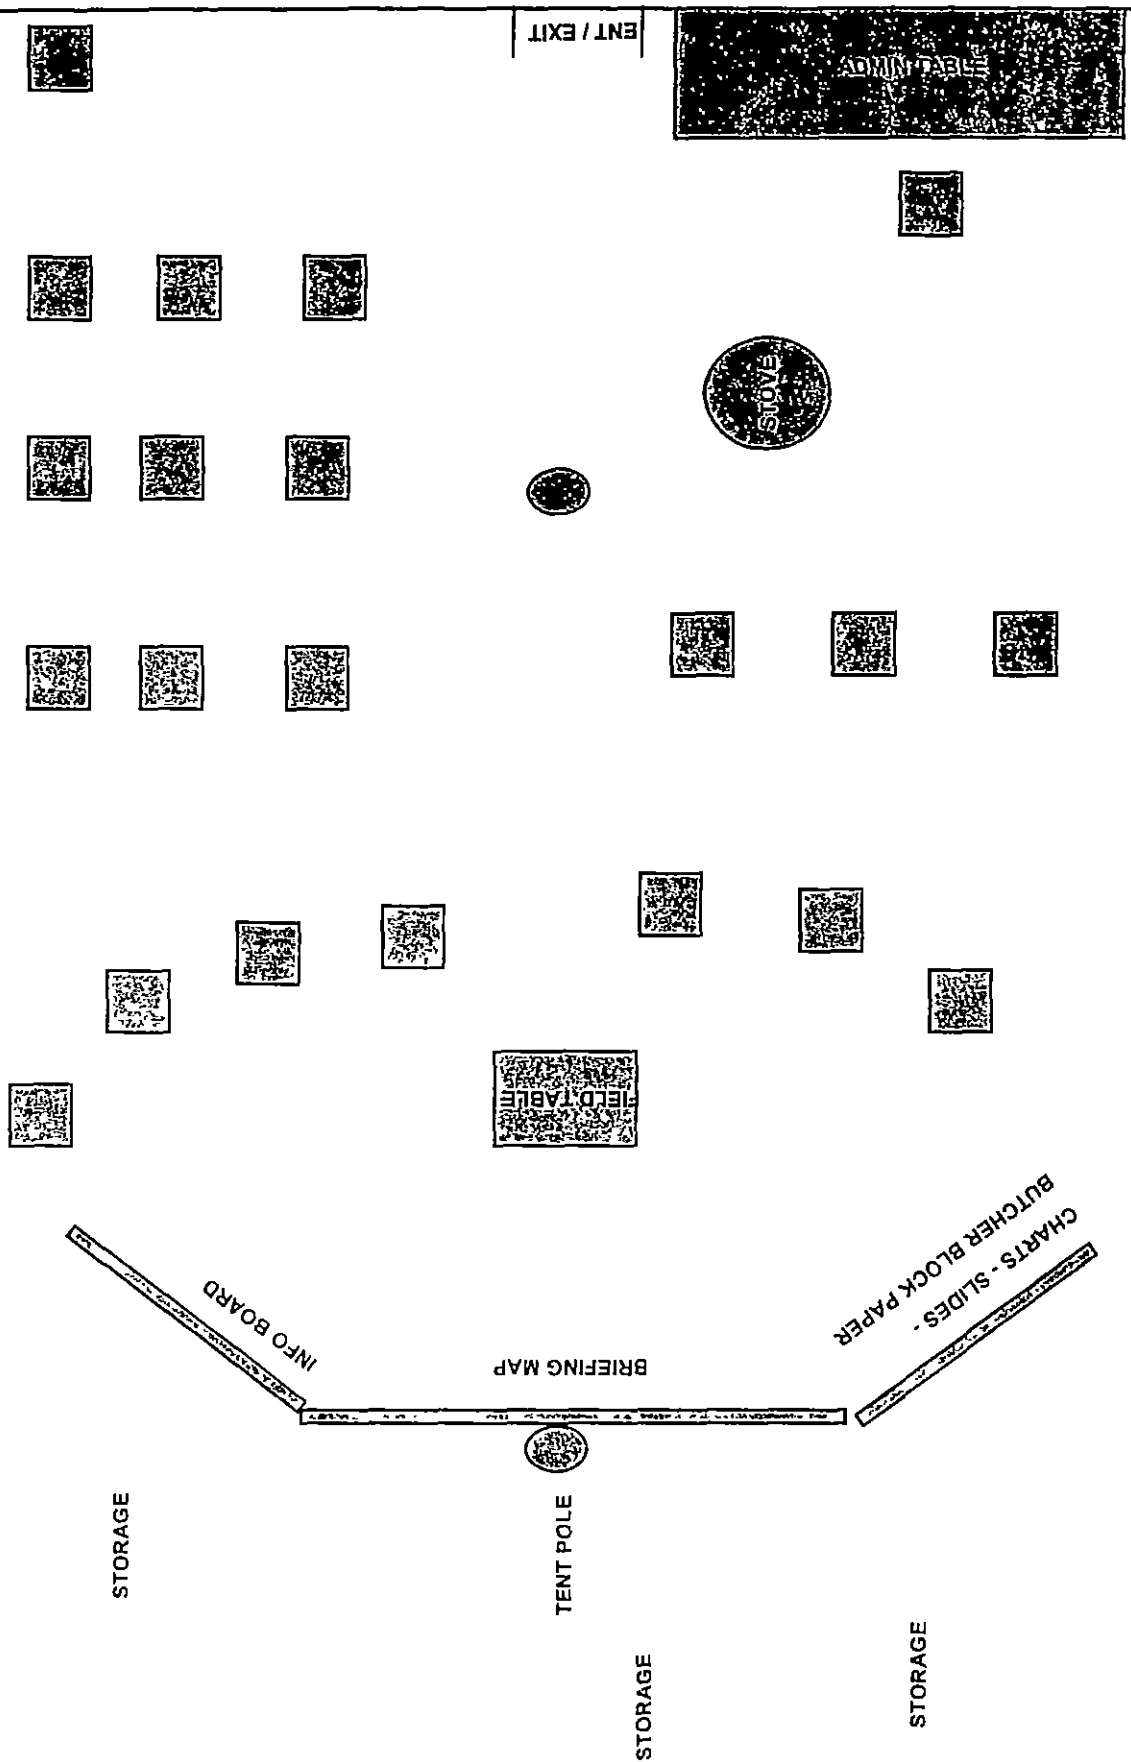 ENT / EXIT
ADMIN TABLE
STOVE
FIELD TABLE
INFO BOARD
BRIEFING MAP
CHARTS - SLIDES -
BUTCHER BLOCK PAPER
STORAGE
TENT POLE
STORAGE
STORAGE